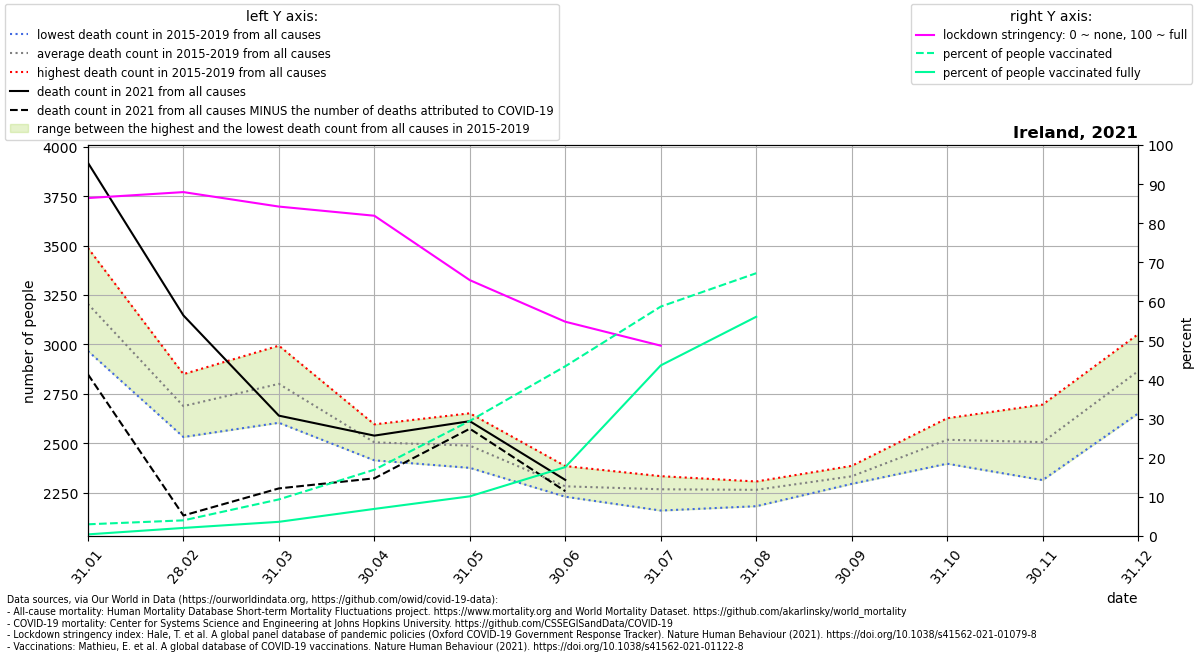 left Y axis:
lowest death count in 2015-2019 from all causes
average death count in 2015-2019 from all causes
highest death count in 2015-2019 from all causes
death count in 2021 from all causes
death count in 2021 from all causes MINUS the number of deaths attributed to COVID-19
range between the highest and the lowest death count from all causes in 2015-2019
right Y axis:
lockdown stringency: 0 ~ none, 100 ~ full
percent of people vaccinated
percent of people vaccinated fully
Ireland, 2021
number of people
4000
3750
3500
3250
3000
2750
2500
2250
100
90
80
70
60
50
40
30
20
10
0
percent
31.01
28.02
31.03
30.04
31.05
30.06
31.07
31.08
30.09
31.10
30.11
31.12
date
Data sources, via Our World in Data (https://ourworldindata.org, https://github.com/owid/covid-19-data):
- All-cause mortality: Human Mortality Database Short-term Mortality Fluctuations project. https://www.mortality.org and World Mortality Dataset. https://github.com/akarlinsky/world_mortality
- COVID-19 mortality: Center for Systems Science and Engineering at Johns Hopkins University. https://github.com/CSSEGISandData/COVID-19
- Lockdown stringency index: Hale, T. et al. A global panel database of pandemic policies (Oxford COVID-19 Government Response Tracker). Nature Human Behaviour (2021). https://doi.org/10.1038/s41562-021-01079-8
- Vaccinations: Mathieu, E. et al. A global database of COVID-19 vaccinations. Nature Human Behaviour (2021). https://doi.org/10.1038/s41562-021-01122-8